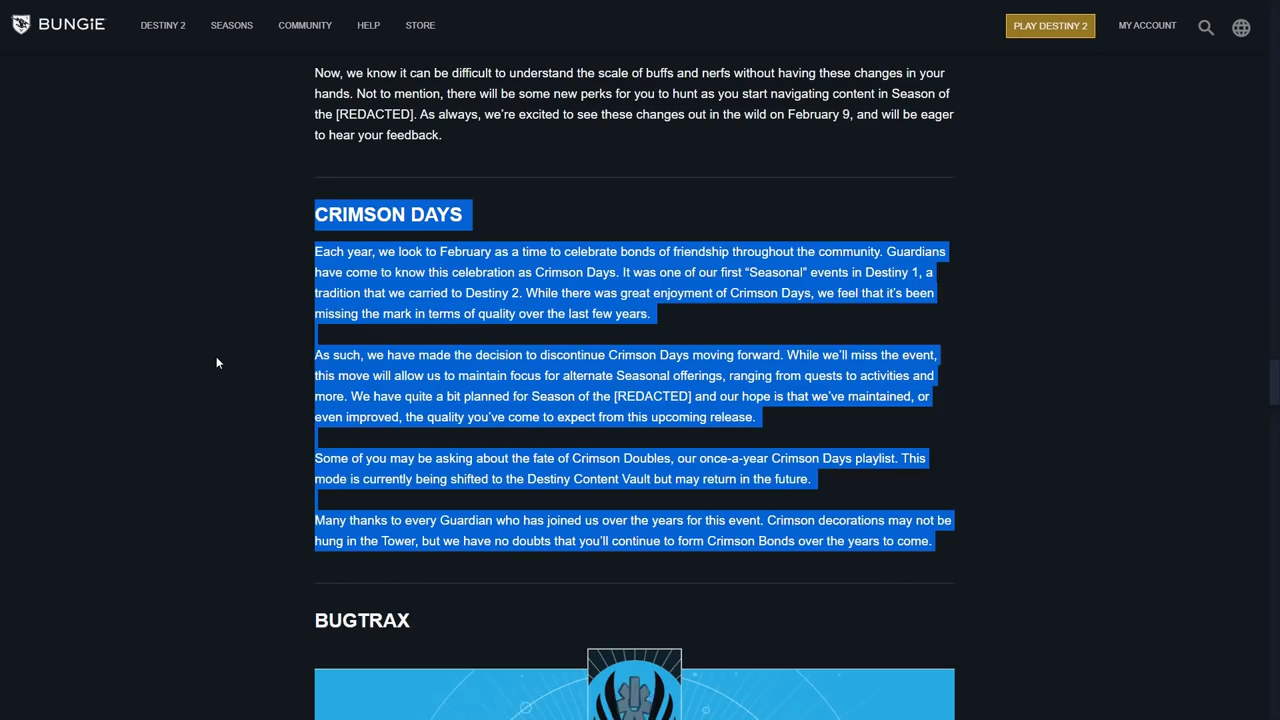 BUNGiE
DESTINY 2
SEASONS
COMMUNITY
HELP
STORE
PLAY DESTINY 2
MY ACCOUNT
Now, we know it can be difficult to understand the scale of buffs and nerfs without having these changes in your
hands. Not to mention, there will be some new perks for you to hunt as you start navigating content in Season of
the [REDACTED]. As always, we’re excited to see these changes out in the wild on February 9, and will be eager
to hear your feedback.
CRIMSON DAYS
Each year, we look to February as a time to celebrate bonds of friendship throughout the community. Guardians
have come to know this celebration as Crimson Days. It was one of our first “Seasonal” events in Destiny 1, a
tradition that we carried to Destiny 2. While there was great enjoyment of Crimson Days, we feel that it’s been
missing the mark in terms of quality over the last few years.
As such, we have made the decision to discontinue Crimson Days moving forward. While we’ll miss the event,
this move will allow us to maintain focus for alternate Seasonal offerings, ranging from quests to activities and
more. We have quite a bit planned for Season of the [REDACTED] and our hope is that we’ve maintained, or
even improved, the quality you’ve come to expect from this upcoming release.
Some of you may be asking about the fate of Crimson Doubles, our once-a-year Crimson Days playlist. This
mode is currently being shifted to the Destiny Content Vault but may return in the future.
Many thanks to every Guardian who has joined us over the years for this event. Crimson decorations may not be
hung in the Tower, but we have no doubts that you’ll continue to form Crimson Bonds over the years to come.
BUGTRAX